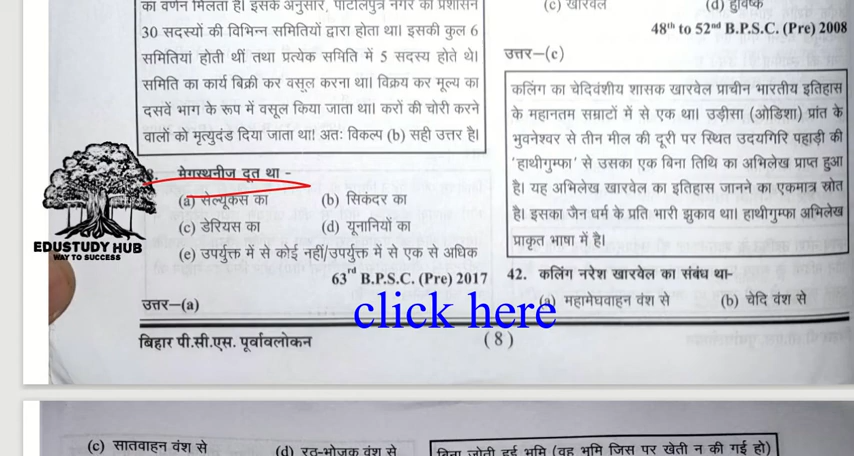 का वर्णन मिलता है। इसके अनुसार, पाटलिपुत्र नगर का प्रशासन
30 सदस्यों की विभिन्न समितियों द्वारा होता था। इसकी कुल 6
समितियां होती थीं तथा प्रत्येक समिति में 5 सदस्य होते थे।
समिति का कार्य बिक्री कर वसूल करना था। विक्रय कर मूल्य का
दसवें भाग के रूप में वसूल किया जाता था। करों की चोरी करने
वालों को मृत्युदंड दिया जाता था। अतः विकल्प (b) सही उत्तर है।
मेगस्थनीज दूत था -
(a) सेल्यूकस का (b) सिकंदर का
(c) डेरियस का (d) यूनानियों का
(e) उपर्युक्त में से कोई नहीं/उपर्युक्त में से एक से अधिक
63rd B.P.S.C. (Pre) 2017
उत्तर–(a)
EDUSTUDY HUB
WAY TO SUCCESS
(c) खारवेल (d) हुविष्क
48th to 52nd B.P.S.C. (Pre) 2008
उत्तर–(c)
कलिंग का चेदिवंशीय शासक खारवेल प्राचीन भारतीय इतिहास
के महानतम सम्राटों में से एक था। उड़ीसा (ओडिशा) प्रांत के
भुवनेश्वर से तीन मील की दूरी पर स्थित उदयगिरि पहाड़ी की
'हाथीगुम्फा' से उसका एक बिना तिथि का अभिलेख प्राप्त हुआ
है। यह अभिलेख खारवेल का इतिहास जानने का एकमात्र स्रोत
है। इसका जैन धर्म के प्रति भारी झुकाव था। हाथीगुम्फा अभिलेख
प्राकृत भाषा में है।
42. कलिंग नरेश खारवेल का संबंध था-
(a) महामेघवाहन वंश से (b) चेदि वंश से
click here
बिहार पी.सी.एस. पूर्वावलोकन (8)
(c) सातवाहन वंश से (d) रठ-भोजक वंश से
बिना जोती हुई भूमि (वह भूमि जिस पर खेती न की गई हो)